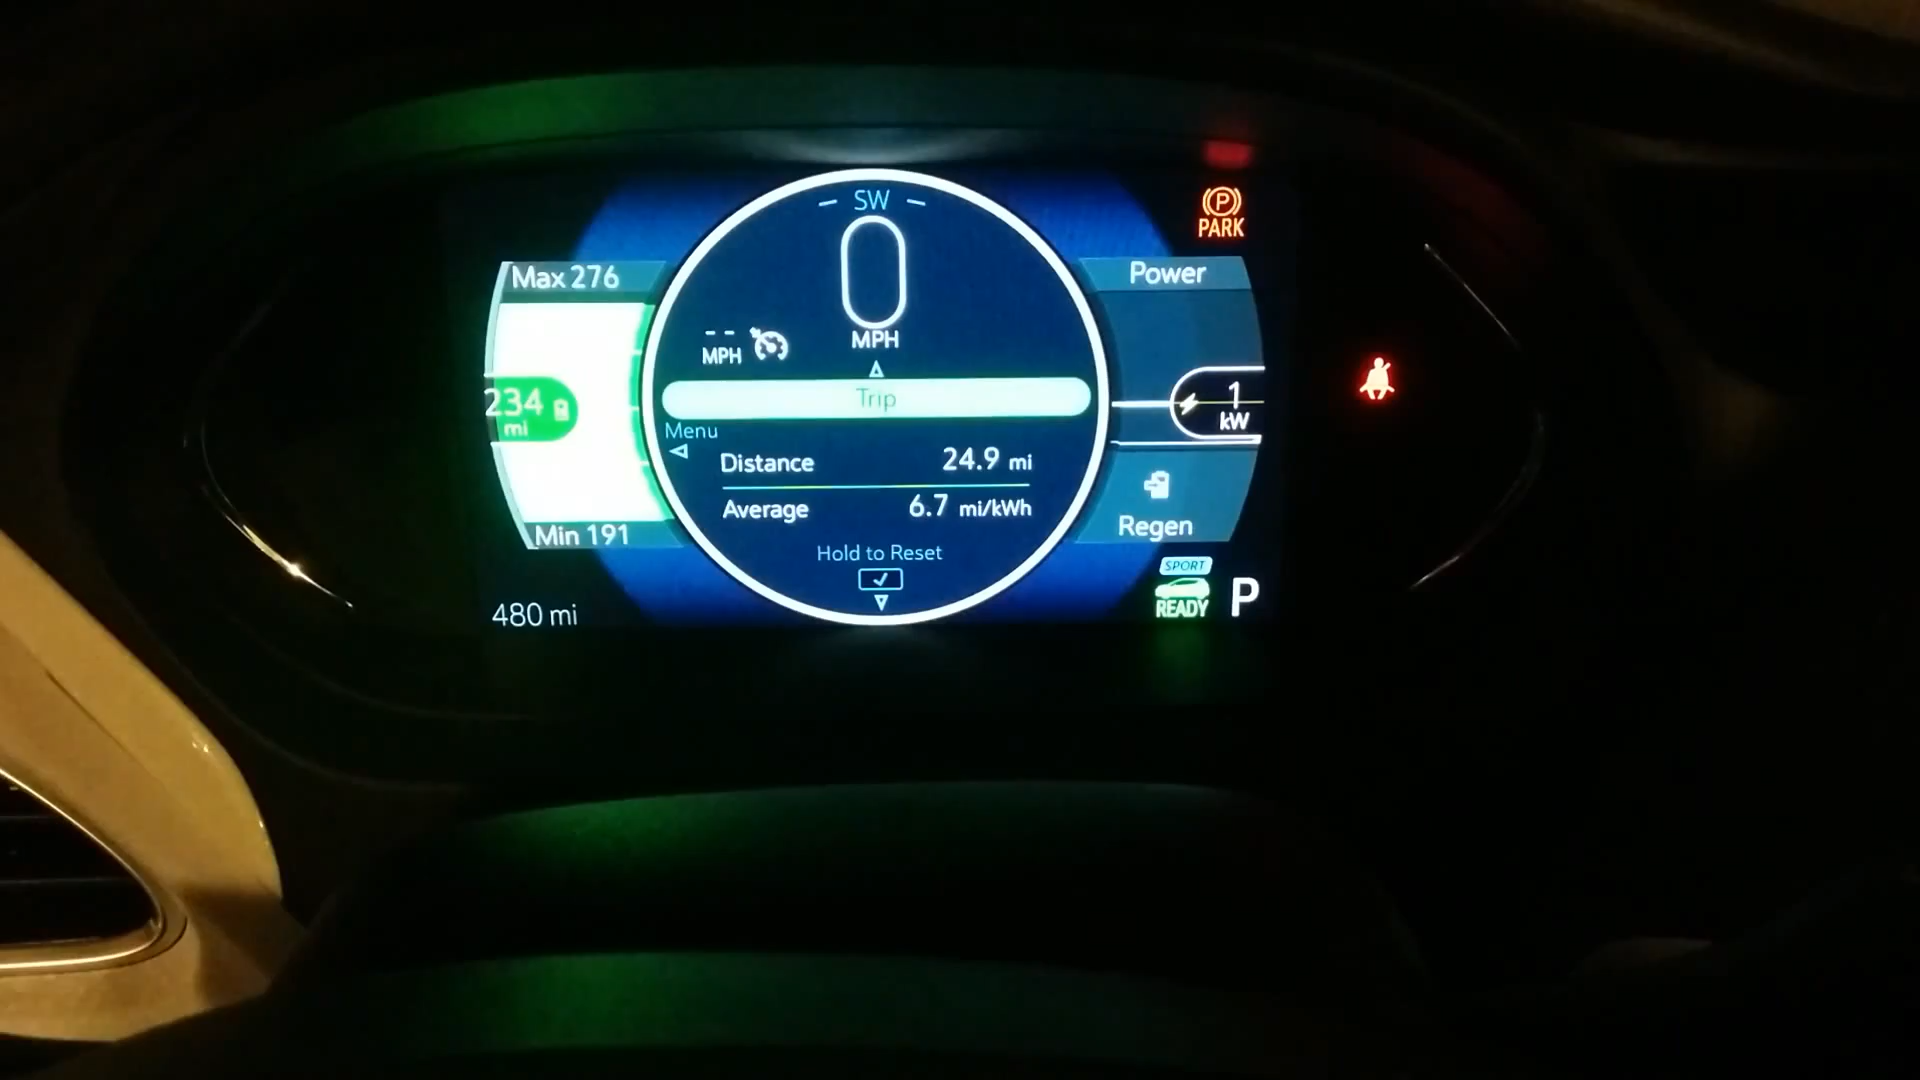 SW
P
PARK
Max 276
Power
0
MPH
-- MPH
Trip
234
mi
1
kW
Menu
Distance 24.9 mi
Average 6.7 mi/kWh
Regen
Min 191
Hold to Reset
SPORT
READY
P
480 mi